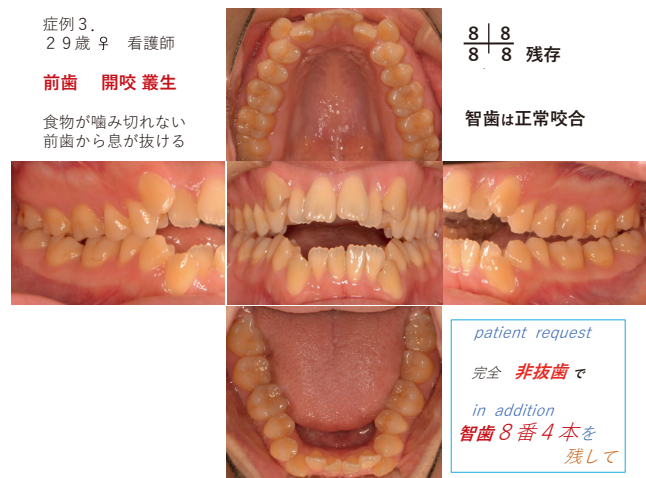 症例３．
２９歳 ♀　看護師
前歯　開咬 叢生
食物が噛み切れない
前歯から息が抜ける
8 8
8 8 残存
智歯は正常咬合
patient request
完全　非抜歯で
in addition
智歯８番４本を
残して